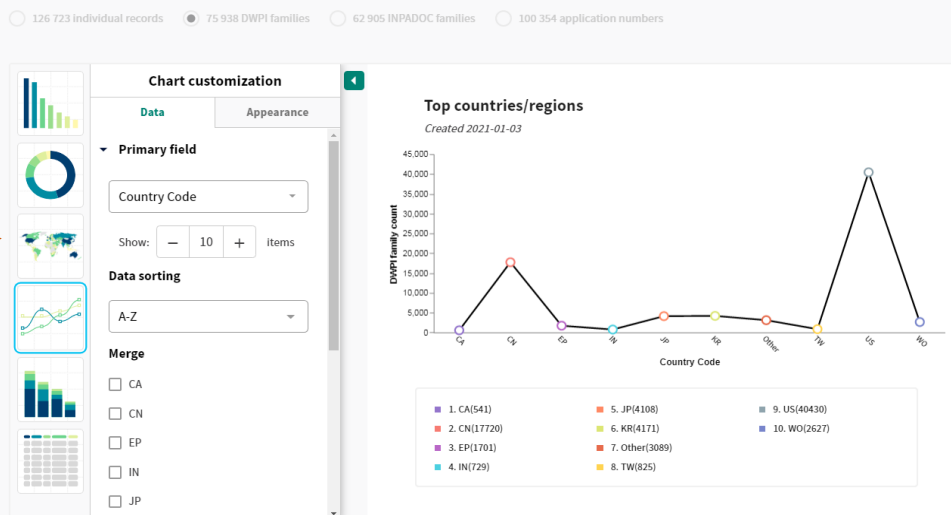 126 723 individual records 75 938 DWPI families 62 905 INPADOC families 100 354 application numbers
Chart customization
Data Appearance
Primary field
Country Code
Show: − 10 + items
Data sorting
A-Z
Merge
CA
CN
EP
IN
JP
Top countries/regions
Created 2021-01-03
DWPI family count
45,000
40,000
35,000
30,000
25,000
20,000
15,000
10,000
5,000
0
CA CN EP IN JP KR Other TW US WO
Country Code
1. CA(541) 5. JP(4108) 9. US(40430)
2. CN(17720) 6. KR(4171) 10. WO(2627)
3. EP(1701) 7. Other(3089)
4. IN(729) 8. TW(825)